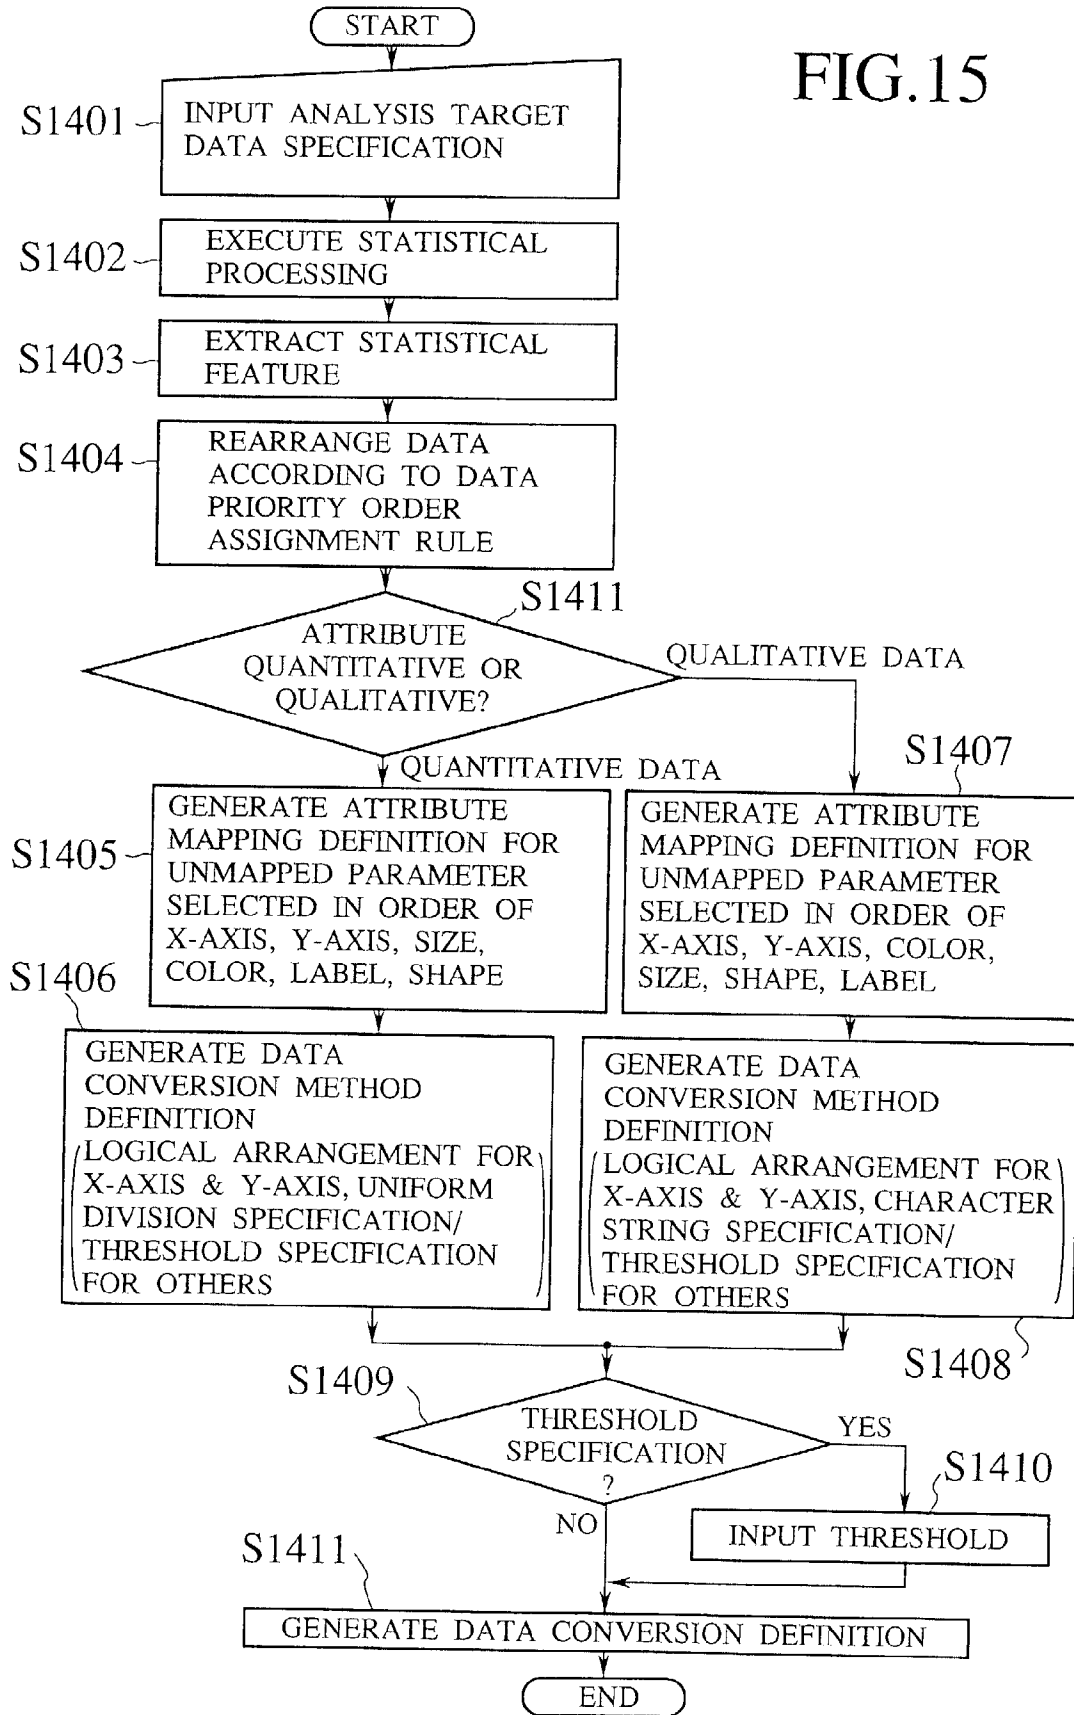 START
FIG.15
S1401
INPUT ANALYSIS TARGET
DATA SPECIFICATION
S1402
EXECUTE STATISTICAL
PROCESSING
S1403
EXTRACT STATISTICAL
FEATURE
S1404
REARRANGE DATA
ACCORDING TO DATA
PRIORITY ORDER
ASSIGNMENT RULE
S1411
ATTRIBUTE
QUANTITATIVE OR
QUALITATIVE?
QUALITATIVE DATA
QUANTITATIVE DATA
S1405
GENERATE ATTRIBUTE
MAPPING DEFINITION FOR
UNMAPPED PARAMETER
SELECTED IN ORDER OF
X-AXIS, Y-AXIS, SIZE,
COLOR, LABEL, SHAPE
S1407
GENERATE ATTRIBUTE
MAPPING DEFINITION FOR
UNMAPPED PARAMETER
SELECTED IN ORDER OF
X-AXIS, Y-AXIS, COLOR,
SIZE, SHAPE, LABEL
S1406
GENERATE DATA
CONVERSION METHOD
DEFINITION
(LOGICAL ARRANGEMENT FOR
X-AXIS & Y-AXIS, UNIFORM
DIVISION SPECIFICATION/
THRESHOLD SPECIFICATION
FOR OTHERS)
GENERATE DATA
CONVERSION METHOD
DEFINITION
(LOGICAL ARRANGEMENT FOR
X-AXIS & Y-AXIS, CHARACTER
STRING SPECIFICATION/
THRESHOLD SPECIFICATION
FOR OTHERS)
S1408
S1409
THRESHOLD
SPECIFICATION
?
YES
NO
S1410
INPUT THRESHOLD
S1411
GENERATE DATA CONVERSION DEFINITION
END